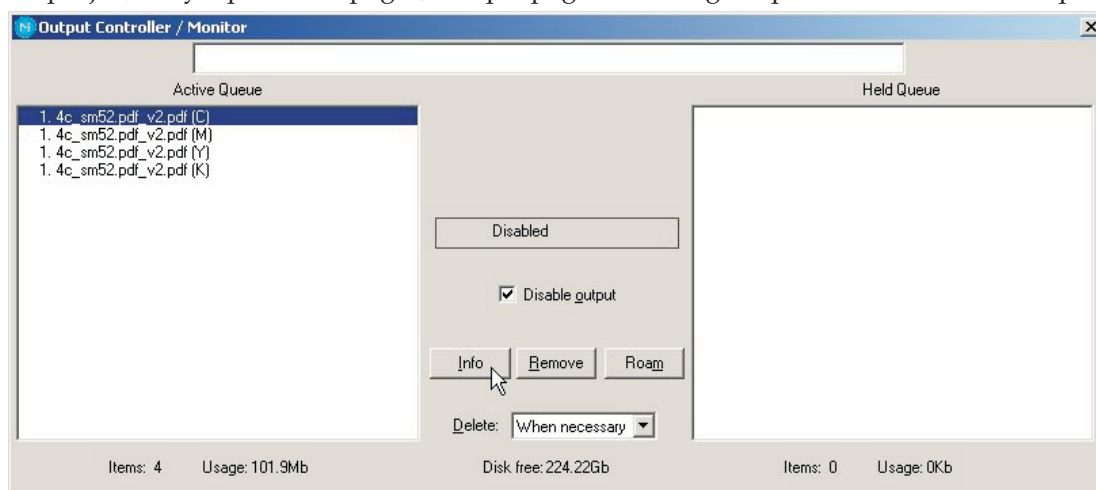 Output Controller / Monitor
Active Queue
Held Queue
1. 4c_sm52.pdf_v2.pdf (C)
1. 4c_sm52.pdf_v2.pdf (M)
1. 4c_sm52.pdf_v2.pdf (Y)
1. 4c_sm52.pdf_v2.pdf (K)
Disabled
Disable output
Info
Remove
Roam
Delete: When necessary
Items: 4 Usage: 101.9Mb
Disk free: 224.22Gb
Items: 0 Usage: 0Kb